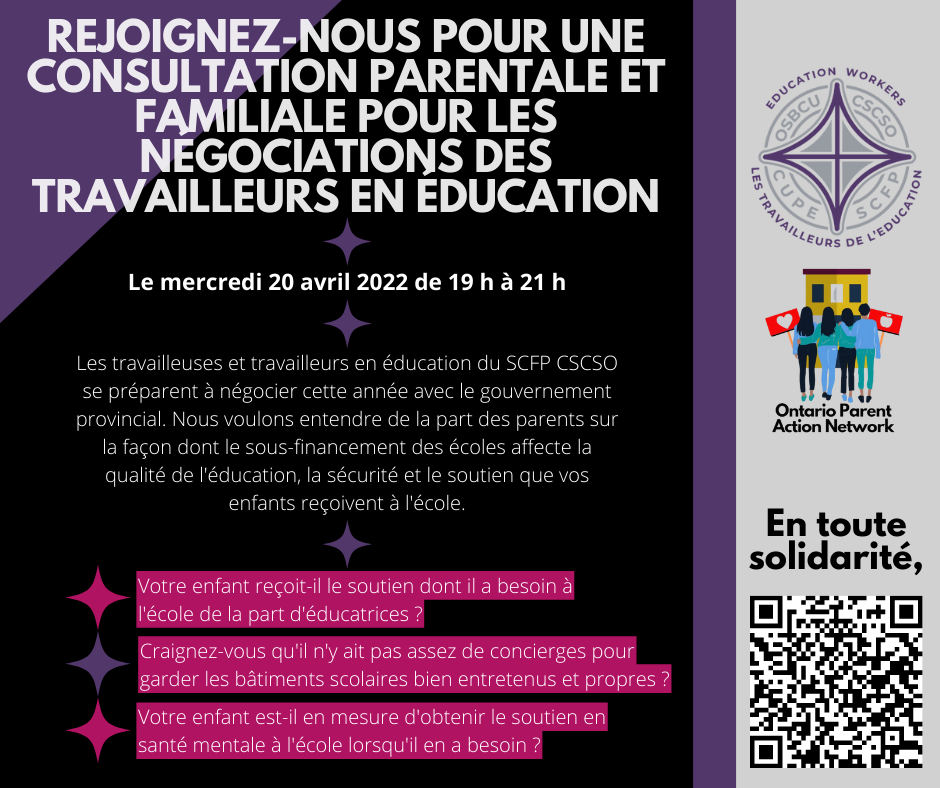 REJOIGNEZ-NOUS POUR UNE
CONSULTATION PARENTALE ET
FAMILIALE POUR LES
NÉGOCIATIONS DES
TRAVAILLEURS EN ÉDUCATION
Le mercredi 20 avril 2022 de 19 h à 21 h
Les travailleuses et travailleurs en éducation du SCFP CSCSO
se préparent à négocier cette année avec le gouvernement
provincial. Nous voulons entendre de la part des parents sur
la façon dont le sous-financement des écoles affecte la
qualité de l'éducation, la sécurité et le soutien que vos
enfants reçoivent à l'école.
Votre enfant reçoit-il le soutien dont il a besoin à
l'école de la part d'éducatrices ?
Craignez-vous qu'il n'y ait pas assez de concierges pour
garder les bâtiments scolaires bien entretenus et propres ?
Votre enfant est-il en mesure d'obtenir le soutien en
santé mentale à l'école lorsqu'il en a besoin ?
EDUCATION WORKERS
OSBCU CSCSO
CUPE SCFP
LES TRAVAILLEURS DE L'EDUCATION
Ontario Parent
Action Network
En toute
solidarité,